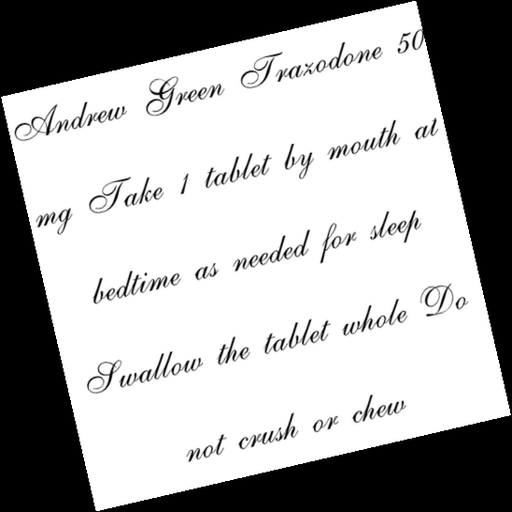 Andrew Green Trazodone 50
mg Take 1 tablet by mouth at
bedtime as needed for sleep
Swallow the tablet whole Do
not crush or chew